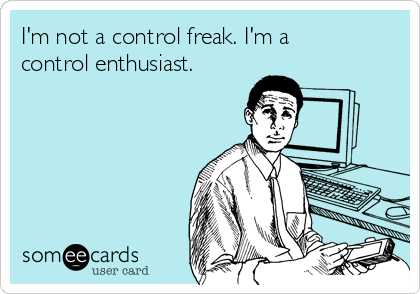 I'm not a control freak. I'm a
control enthusiast.
someecards
user card